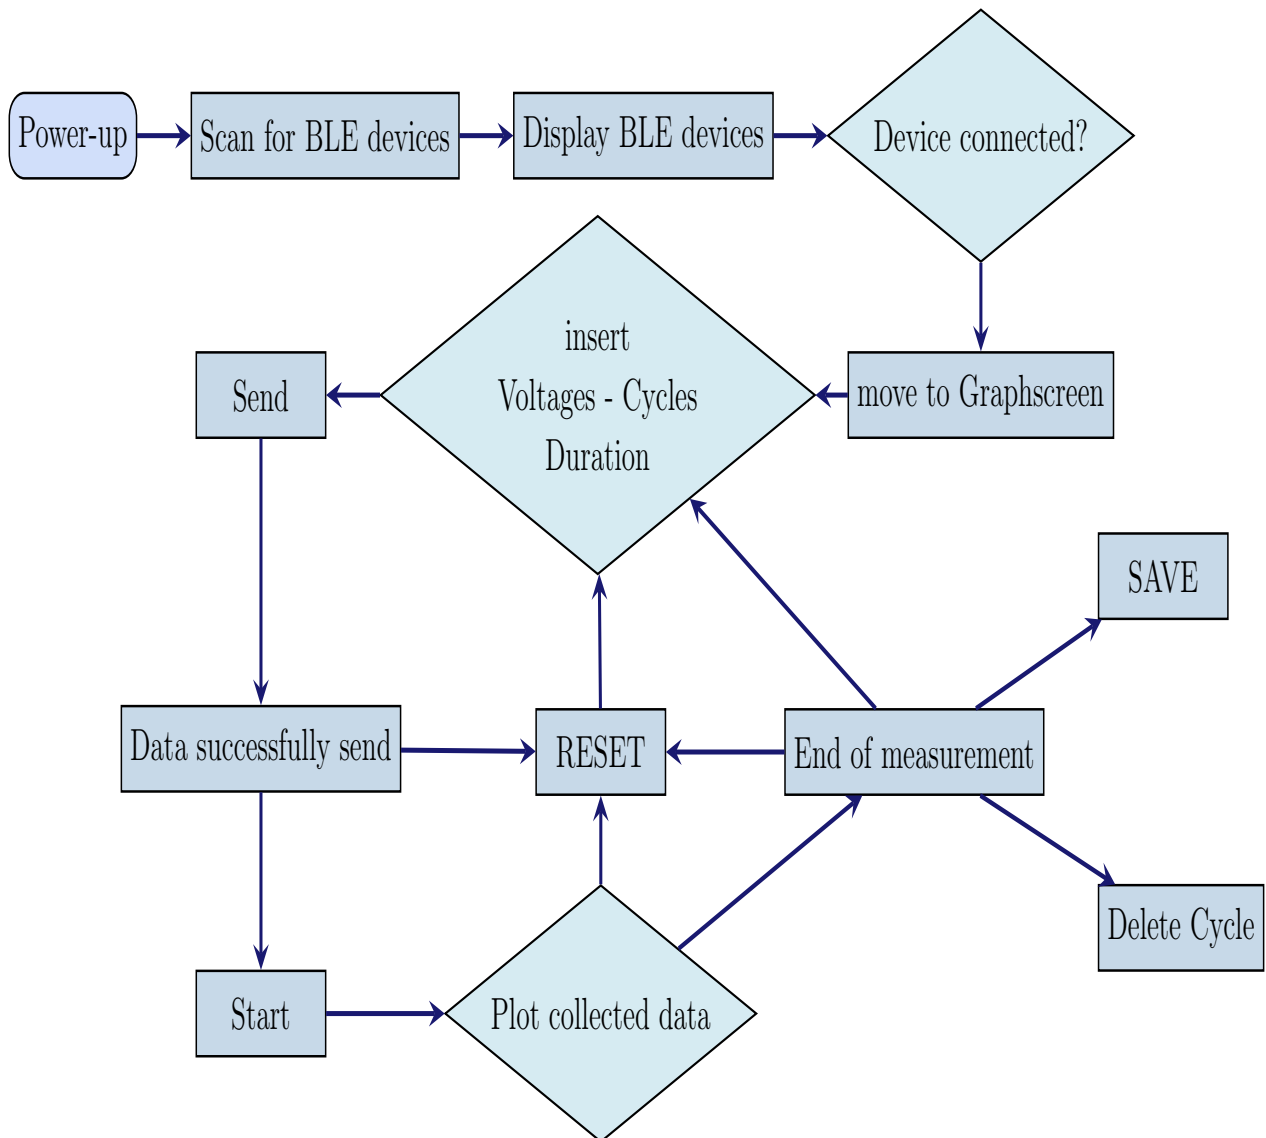 Power-up
Scan for BLE devices
Display BLE devices
Device connected?
insert
Voltages - Cycles
Duration
Send
move to Graphscreen
SAVE
Data successfully send
RESET
End of measurement
Delete Cycle
Start
Plot collected data